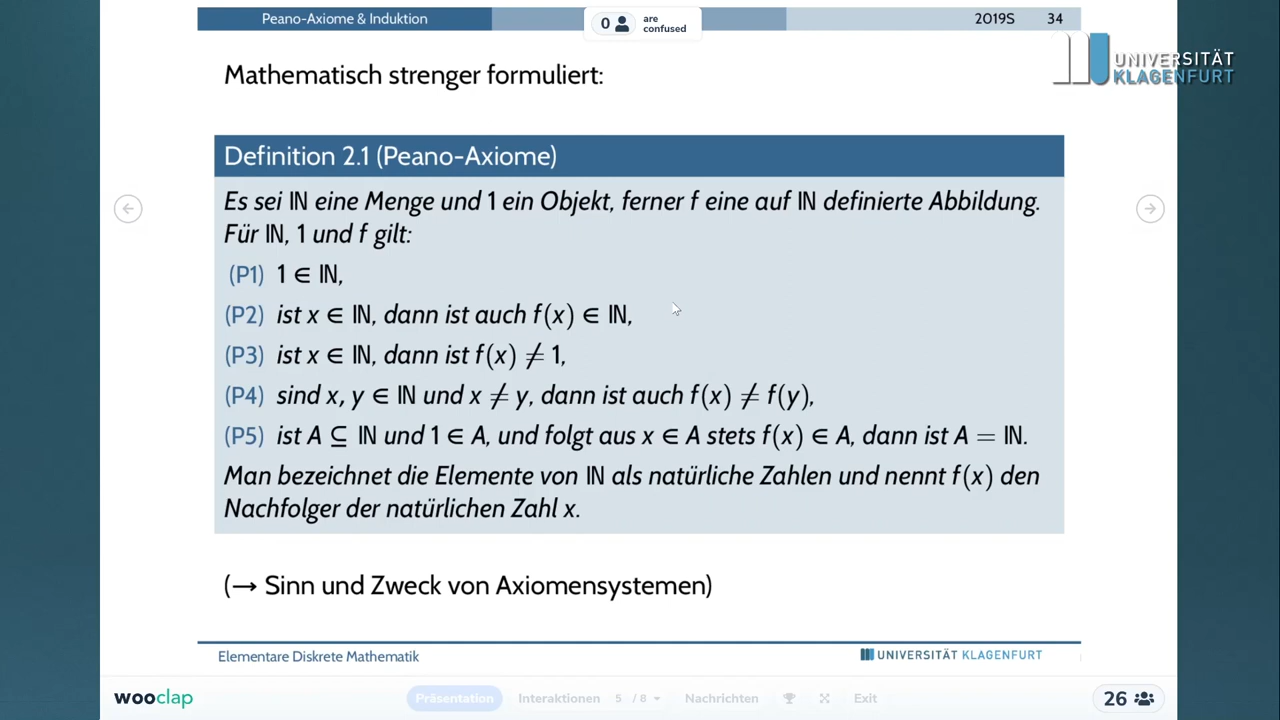 Peano-Axiome & Induktion
0 are confused
2019S 34
UNIVERSITÄT
KLAGENFURT
Mathematisch strenger formuliert:
Definition 2.1 (Peano-Axiome)
Es sei ℕ eine Menge und 1 ein Objekt, ferner f eine auf ℕ definierte Abbildung.
Für ℕ, 1 und f gilt:
(P1) 1 ∈ ℕ,
(P2) ist x ∈ ℕ, dann ist auch f(x) ∈ ℕ,
(P3) ist x ∈ ℕ, dann ist f(x) ≠ 1,
(P4) sind x, y ∈ ℕ und x ≠ y, dann ist auch f(x) ≠ f(y),
(P5) ist A ⊆ ℕ und 1 ∈ A, und folgt aus x ∈ A stets f(x) ∈ A, dann ist A = ℕ.
Man bezeichnet die Elemente von ℕ als natürliche Zahlen und nennt f(x) den
Nachfolger der natürlichen Zahl x.
(→ Sinn und Zweck von Axiomensystemen)
Elementare Diskrete Mathematik
UNIVERSITÄT KLAGENFURT
wooclap
Präsentation Interaktionen 5 / 8 Nachrichten Exit
26